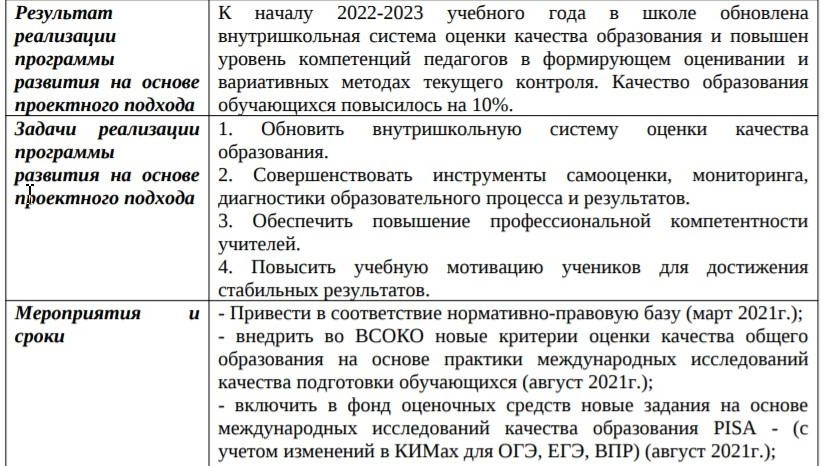 Результат
реализации
программы
развития на основе
проектного подхода
К началу 2022-2023 учебного года в школе обновлена
внутришкольная система оценки качества образования и повышен
уровень компетенций педагогов в формирующем оценивании и
вариативных методах текущего контроля. Качество образования
обучающихся повысилось на 10%.
Задачи реализации
программы
развития на основе
проектного подхода
1. Обновить внутришкольную систему оценки качества
образования.
2. Совершенствовать инструменты самооценки, мониторинга,
диагностики образовательного процесса и результатов.
3. Обеспечить повышение профессиональной компетентности
учителей.
4. Повысить учебную мотивацию учеников для достижения
стабильных результатов.
Мероприятия и
сроки
- Привести в соответствие нормативно-правовую базу (март 2021г.);
- внедрить во ВСОКО новые критерии оценки качества общего
образования на основе практики международных исследований
качества подготовки обучающихся (август 2021г.);
- включить в фонд оценочных средств новые задания на основе
международных исследований качества образования PISA - (с
учетом изменений в КИМах для ОГЭ, ЕГЭ, ВПР) (август 2021г.);